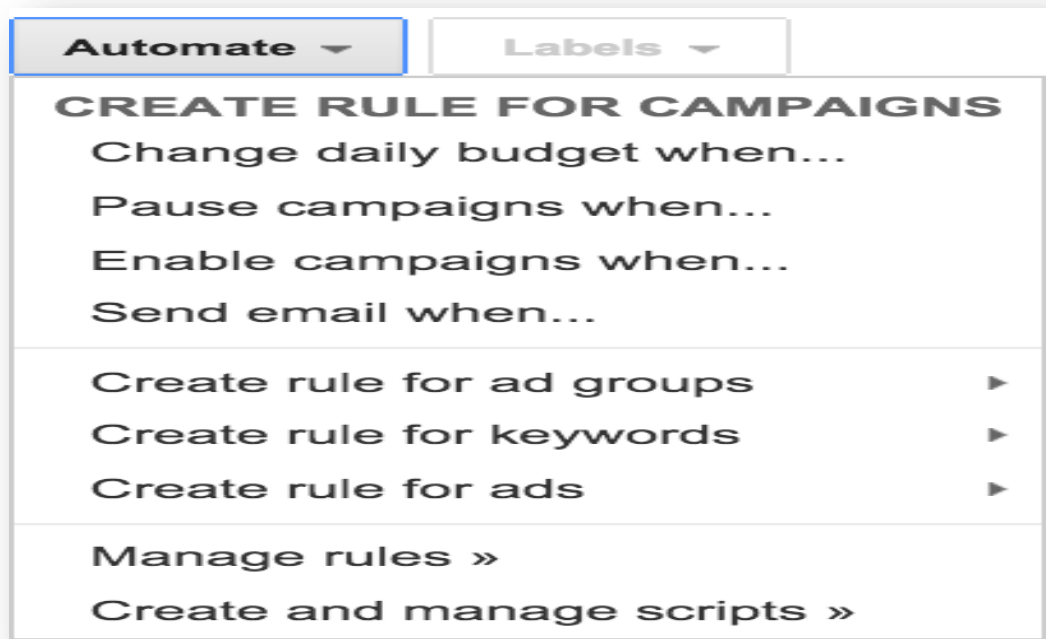 Automate
Labels
CREATE RULE FOR CAMPAIGNS
Change daily budget when...
Pause campaigns when...
Enable campaigns when...
Send email when...
Create rule for ad groups
Create rule for keywords
Create rule for ads
Manage rules »
Create and manage scripts »